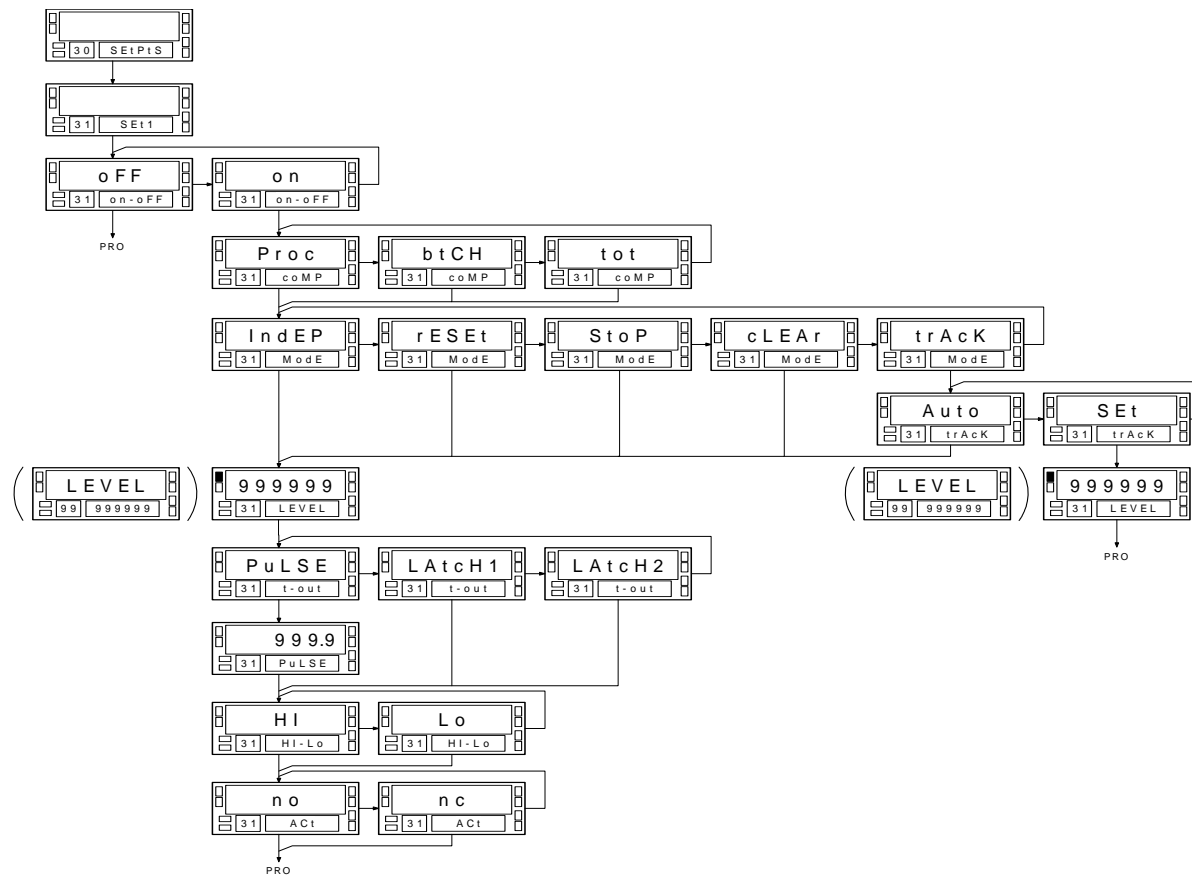 30 SEtPtS
31 SEt1
oFF on
31 on-oFF 31 on-oFF
PRO
Proc btCH tot
31 coMP 31 coMP 31 coMP
IndEP rESEt StoP cLEAr trAcK
31 ModE 31 ModE 31 ModE 31 ModE 31 ModE
Auto SEt
31 trAcK 31 trAcK
( LEVEL ) 999999 ( LEVEL ) 999999
99 999999 31 LEVEL 99 999999 31 LEVEL
PRO
PuLSE LAtcH1 LAtcH2
31 t-out 31 t-out 31 t-out
999.9
31 PuLSE
HI Lo
31 HI-Lo 31 HI-Lo
no nc
31 ACt 31 ACt
PRO